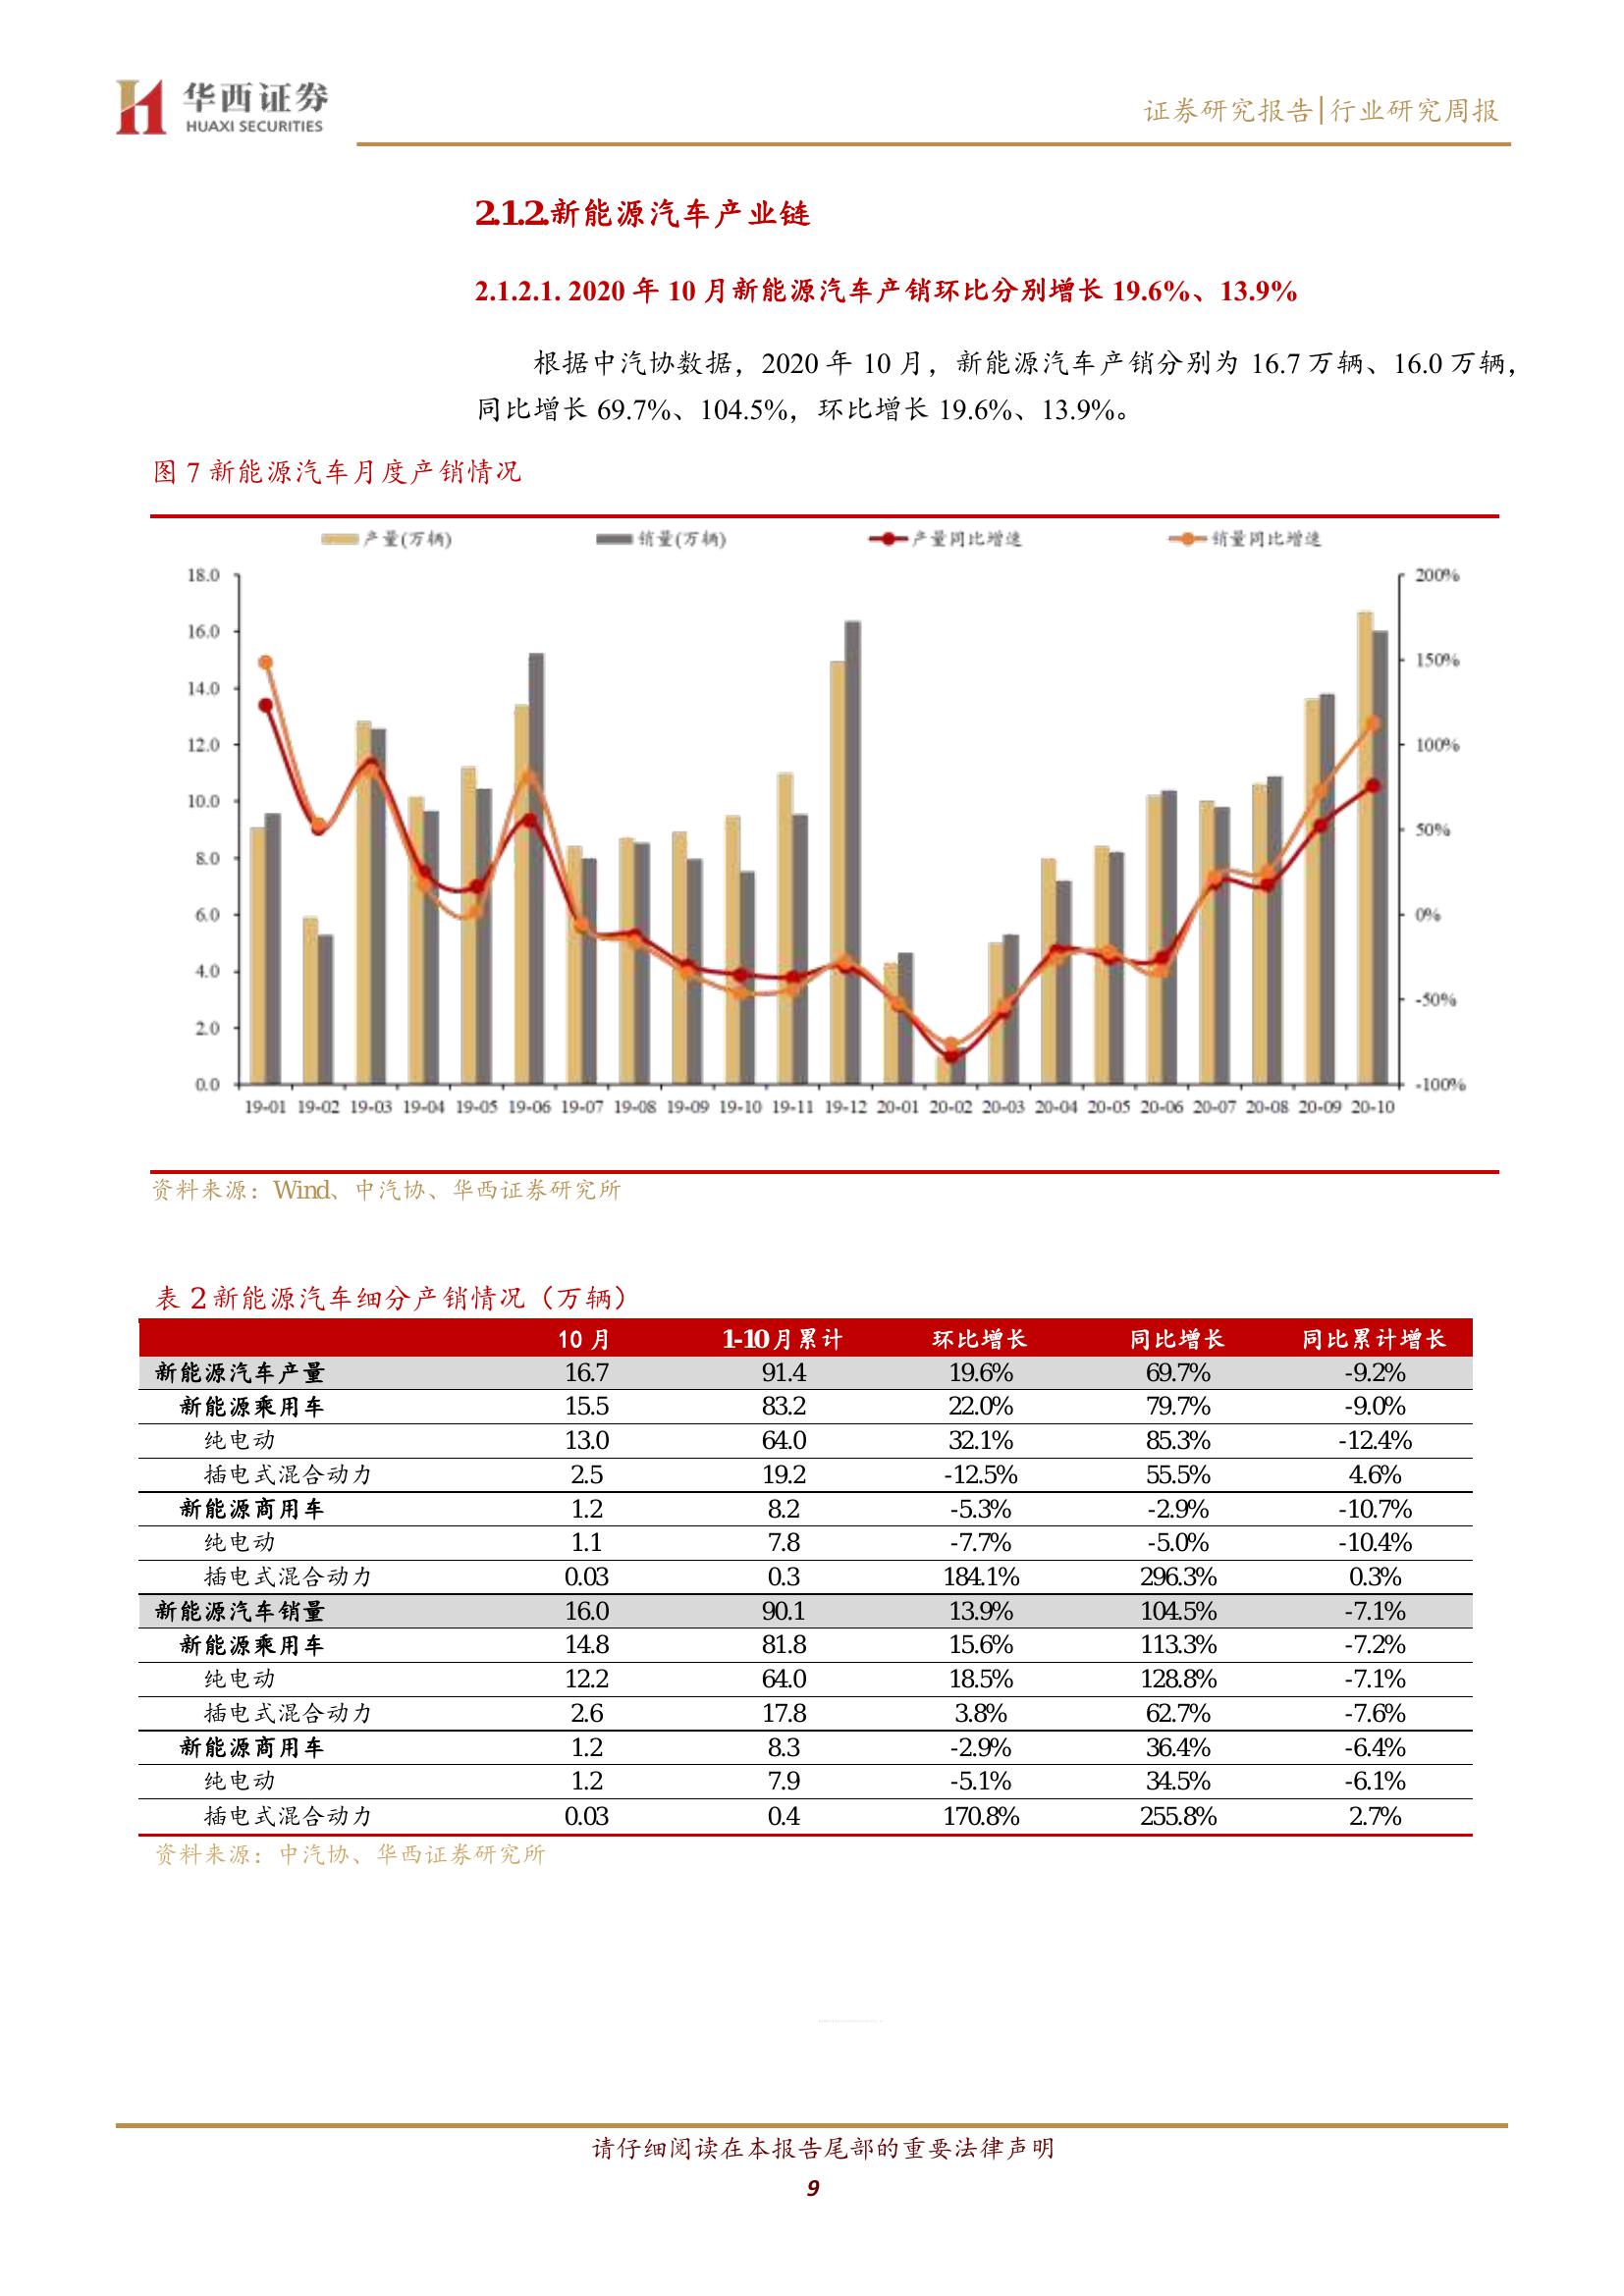 华西证券
HUAXI SECURITIES
证券研究报告|行业研究周报
2.1.2.新能源汽车产业链
2.1.2.1. 2020 年 10 月新能源汽车产销环比分别增长 19.6%、13.9%
根据中汽协数据，2020 年 10 月，新能源汽车产销分别为 16.7 万辆、16.0 万辆，
同比增长 69.7%、104.5%，环比增长 19.6%、13.9%。
图 7 新能源汽车月度产销情况
产量(万辆) 销量(万辆) 产量同比增速 销量同比增速
18.0 200%
16.0
150%
14.0
12.0 100%
10.0
50%
8.0
6.0 0%
4.0
-50%
2.0
0.0 -100%
19-01 19-02 19-03 19-04 19-05 19-06 19-07 19-08 19-09 19-10 19-11 19-12 20-01 20-02 20-03 20-04 20-05 20-06 20-07 20-08 20-09 20-10
资料来源：Wind、中汽协、华西证券研究所
表 2 新能源汽车细分产销情况（万辆）
10 月 1-10 月累计 环比增长 同比增长 同比累计增长
新能源汽车产量 16.7 91.4 19.6% 69.7% -9.2%
新能源乘用车 15.5 83.2 22.0% 79.7% -9.0%
纯电动 13.0 64.0 32.1% 85.3% -12.4%
插电式混合动力 2.5 19.2 -12.5% 55.5% 4.6%
新能源商用车 1.2 8.2 -5.3% -2.9% -10.7%
纯电动 1.1 7.8 -7.7% -5.0% -10.4%
插电式混合动力 0.03 0.3 184.1% 296.3% 0.3%
新能源汽车销量 16.0 90.1 13.9% 104.5% -7.1%
新能源乘用车 14.8 81.8 15.6% 113.3% -7.2%
纯电动 12.2 64.0 18.5% 128.8% -7.1%
插电式混合动力 2.6 17.8 3.8% 62.7% -7.6%
新能源商用车 1.2 8.3 -2.9% 36.4% -6.4%
纯电动 1.2 7.9 -5.1% 34.5% -6.1%
插电式混合动力 0.03 0.4 170.8% 255.8% 2.7%
资料来源：中汽协、华西证券研究所
请仔细阅读在本报告尾部的重要法律声明
9